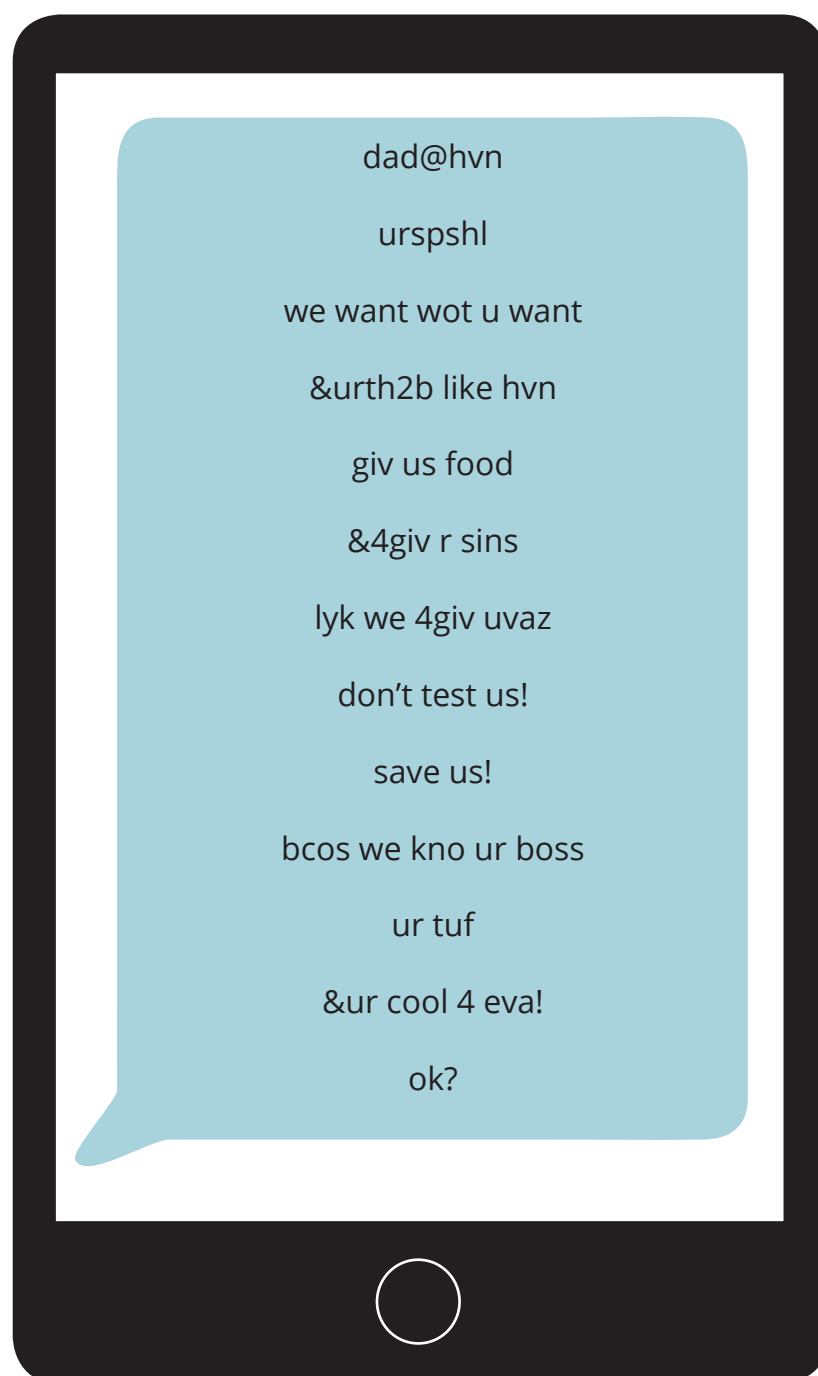 dad@hvn
urspshl
we want wot u want
&urth2b like hvn
giv us food
&4giv r sins
lyk we 4giv uvaz
don’t test us!
save us!
bcos we kno ur boss
ur tuf
&ur cool 4 eva!
ok?